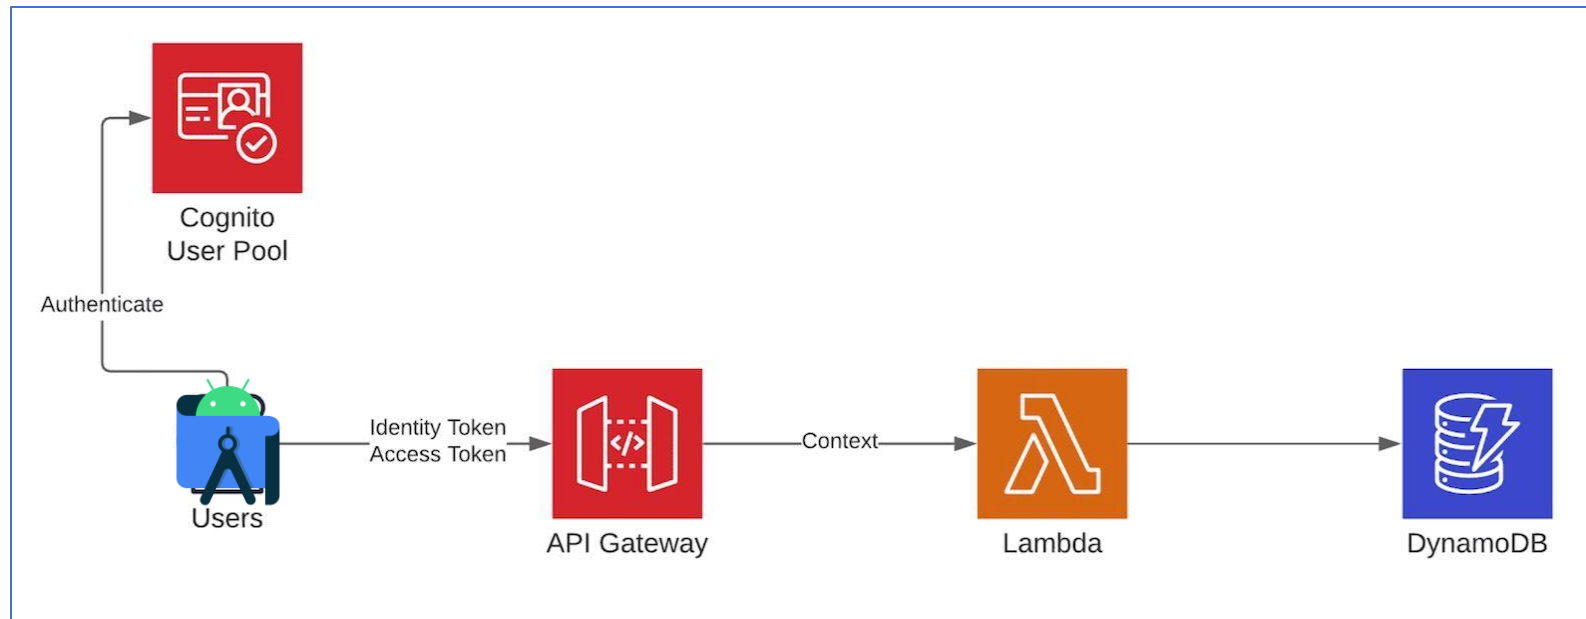 Cognito
User Pool
Authenticate
Users
Identity Token
Access Token
</>
API Gateway
Context
Lambda
DynamoDB